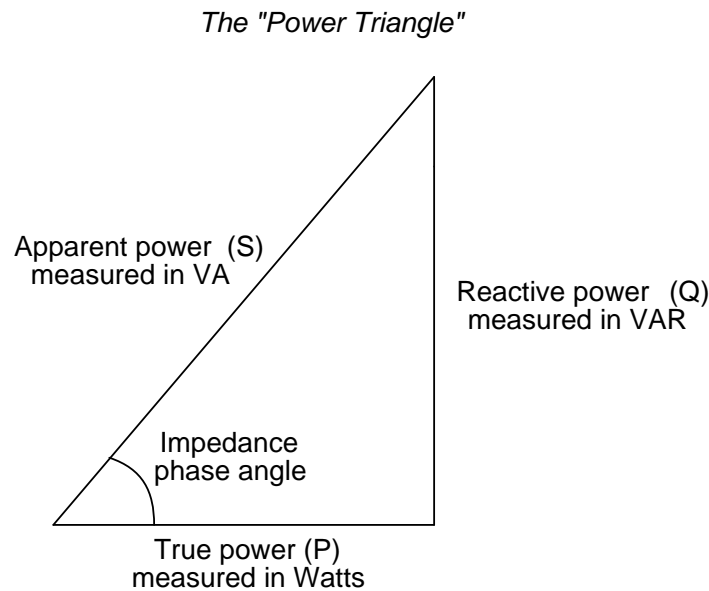 The "Power Triangle"
Apparent power (S)
measured in VA
Reactive power (Q)
measured in VAR
Impedance
phase angle
True power (P)
measured in Watts